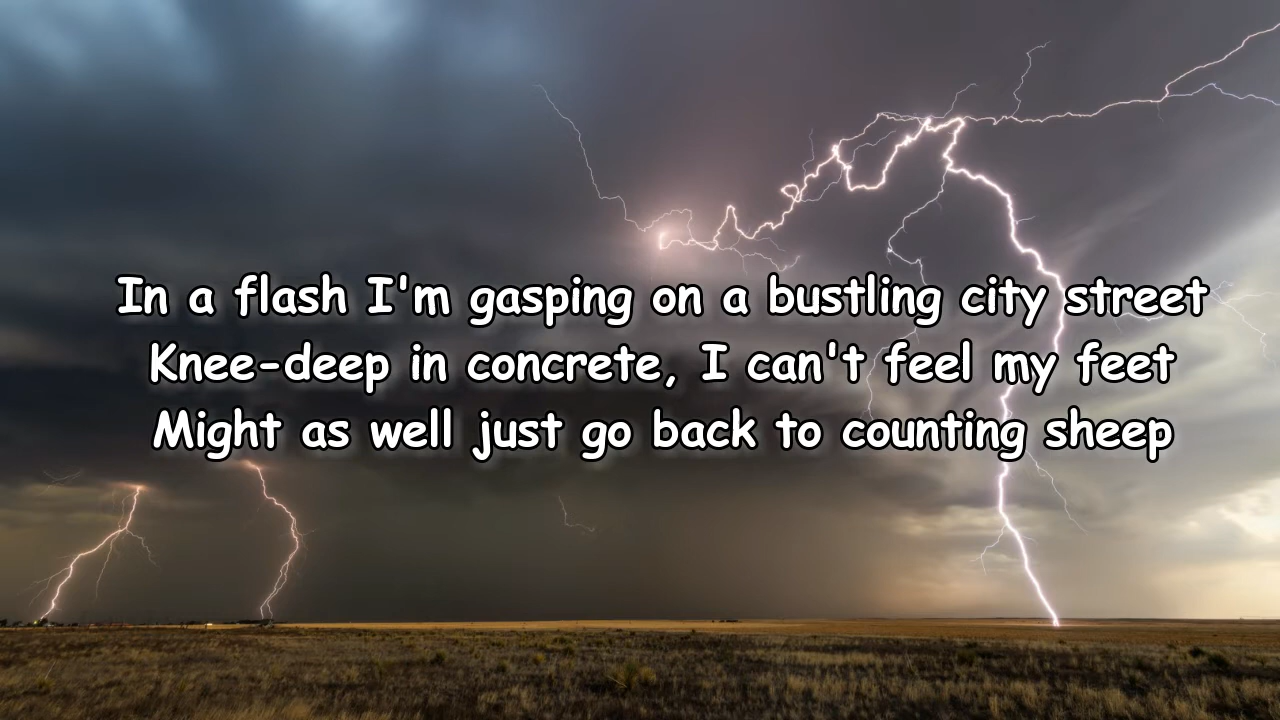 In a flash I'm gasping on a bustling city street
Knee-deep in concrete, I can't feel my feet
Might as well just go back to counting sheep